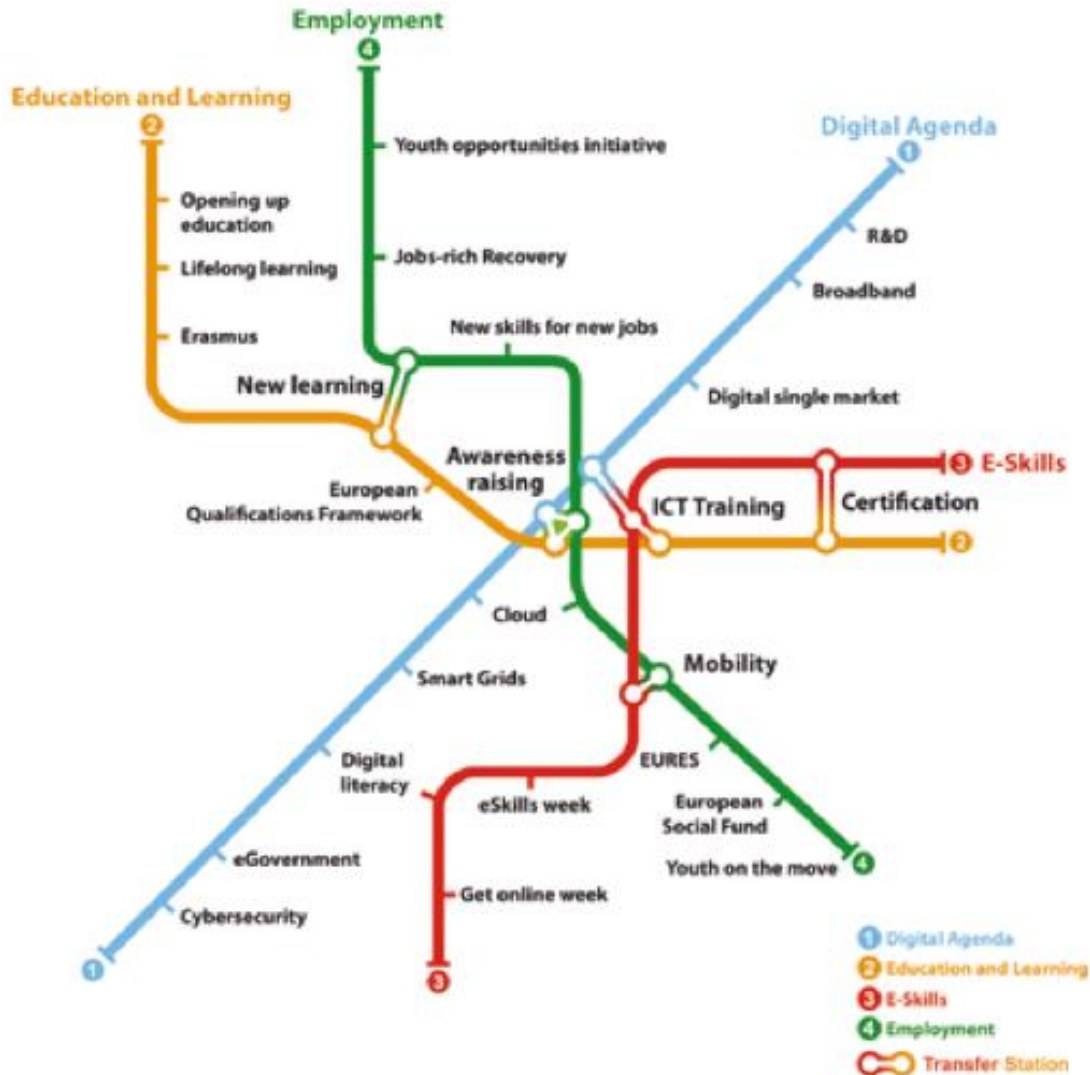 Employment
4
Education and Learning
2
Digital Agenda
1
Youth opportunities initiative
Opening up
education
R&D
Jobs-rich Recovery
Lifelong learning
Broadband
New skills for new jobs
Erasmus
New learning
Digital single market
Awareness
raising
3 E-Skills
European
Qualifications Framework
ICT Training
Certification
2
Cloud
Mobility
Smart Grids
Digital
literacy
EURES
eSkills week
European
Social Fund
eGovernment
Youth on the move
4
Get online week
Cybersecurity
1
3
1 Digital Agenda
2 Education and Learning
3 E-Skills
4 Employment
Transfer Station